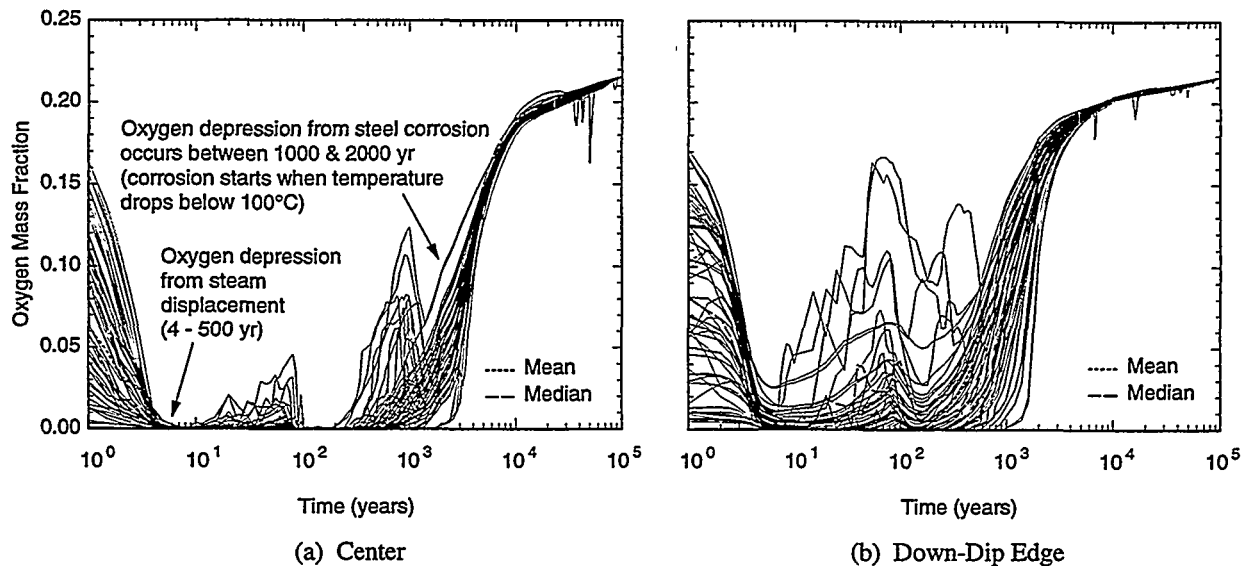 0.25
0.20
0.15
0.10
0.05
0.00
Oxygen Mass Fraction
Oxygen depression from steel corrosion
occurs between 1000 & 2000 yr
(corrosion starts when temperature
drops below 100°C)
Oxygen depression
from steam
displacement
(4 - 500 yr)
Mean
Median
10⁰ 10¹ 10² 10³ 10⁴ 10⁵
Time (years)
(a) Center
Mean
Median
10⁰ 10¹ 10² 10³ 10⁴ 10⁵
Time (years)
(b) Down-Dip Edge